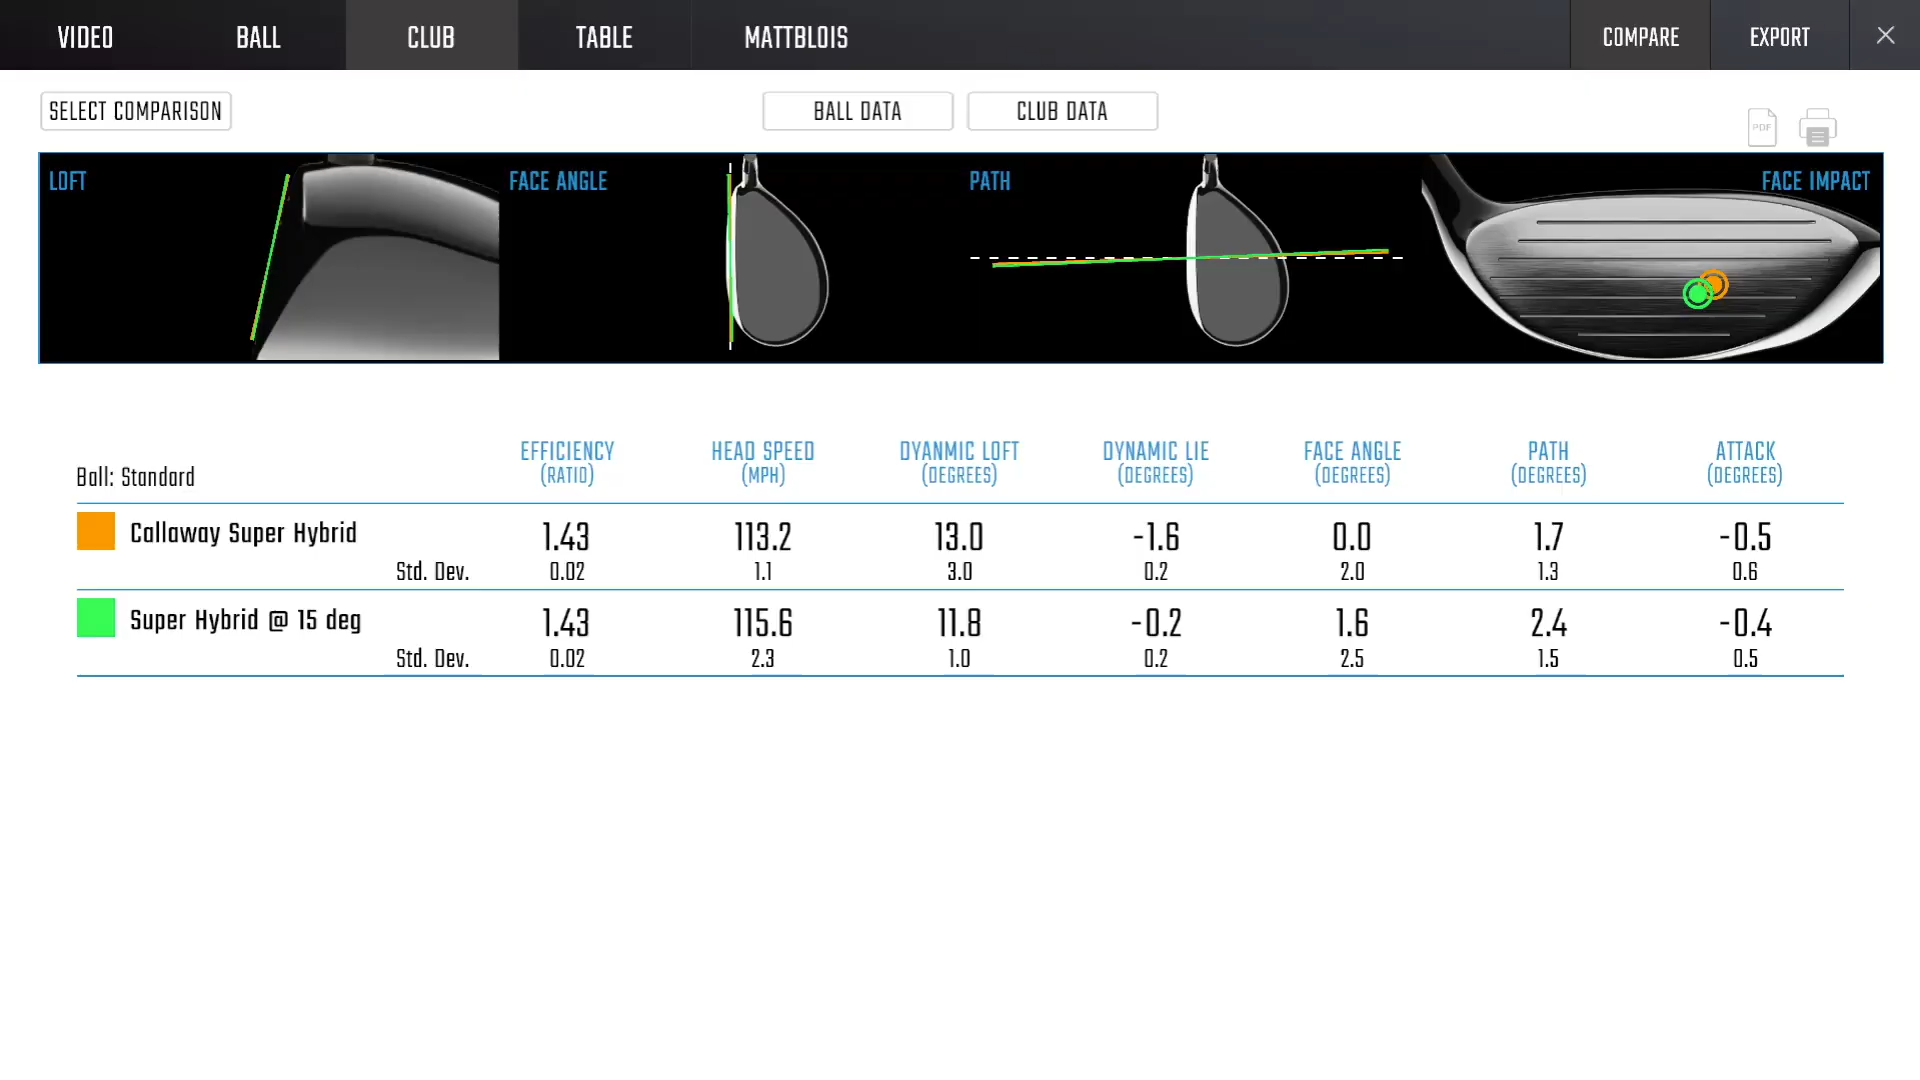 VIDEO BALL CLUB TABLE MATTBLOIS COMPARE EXPORT
SELECT COMPARISON BALL DATA CLUB DATA
PDF
LOFT FACE ANGLE PATH FACE IMPACT
EFFICIENCY HEAD SPEED DYANMIC LOFT DYNAMIC LIE FACE ANGLE PATH ATTACK
(RATIO) (MPH) (DEGREES) (DEGREES) (DEGREES) (DEGREES) (DEGREES)
Ball: Standard
Callaway Super Hybrid 1.43 113.2 13.0 -1.6 0.0 1.7 -0.5
Std. Dev. 0.02 1.1 3.0 0.2 2.0 1.3 0.6
Super Hybrid @ 15 deg 1.43 115.6 11.8 -0.2 1.6 2.4 -0.4
Std. Dev. 0.02 2.3 1.0 0.2 2.5 1.5 0.5